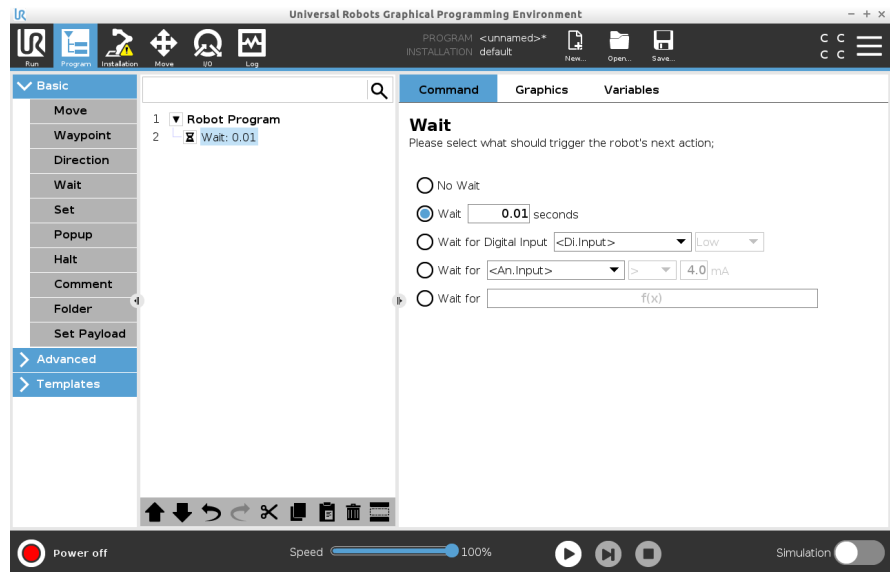 UR Universal Robots Graphical Programming Environment
UR
Run Program Installation Move I/O Log
PROGRAM <unnamed>*
INSTALLATION default
New... Open... Save...
C C
C C
Basic
Move
Waypoint
Direction
Wait
Set
Popup
Halt
Comment
Folder
Set Payload
Advanced
Templates
1 Robot Program
2 Wait: 0.01
Command Graphics Variables
Wait
Please select what should trigger the robot's next action;
No Wait
Wait 0.01 seconds
Wait for Digital Input <Di.Input> Low
Wait for <An.Input> > 4.0 mA
Wait for f(x)
Power off
Speed 100%
Simulation